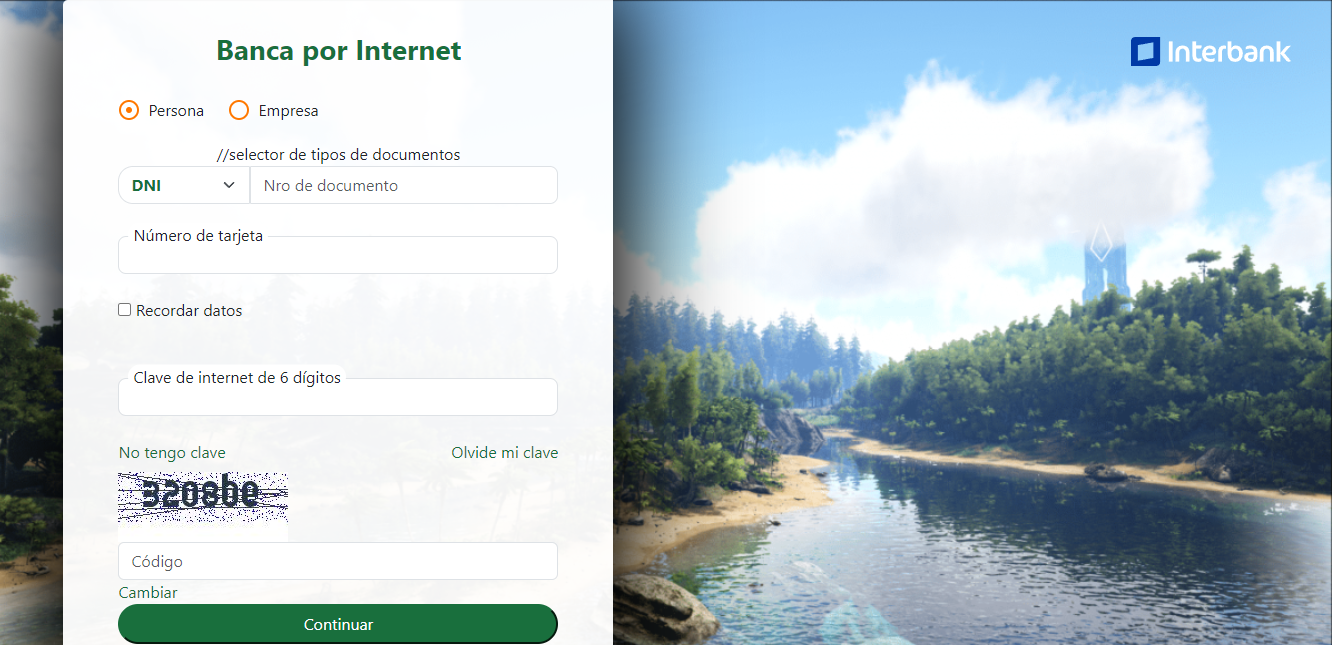 Banca por Internet
Interbank
Persona Empresa
//selector de tipos de documentos
DNI Nro de documento
Número de tarjeta
Recordar datos
Clave de internet de 6 dígitos
No tengo clave Olvide mi clave
Código
Cambiar
Continuar